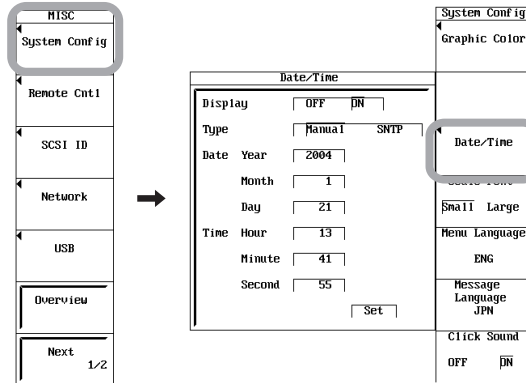 MISC
System Config
Remote Cntl
SCSI ID
Network
USB
Overview
Next
1/2
Date/Time
Display OFF ON
Type Manual SNTP
Date Year 2004
Month 1
Day 21
Time Hour 13
Minute 41
Second 55
Set
System Config
Graphic Color
Date/Time
Scale Font
Small Large
Menu Language
ENG
Message
Language
JPN
Click Sound
OFF ON